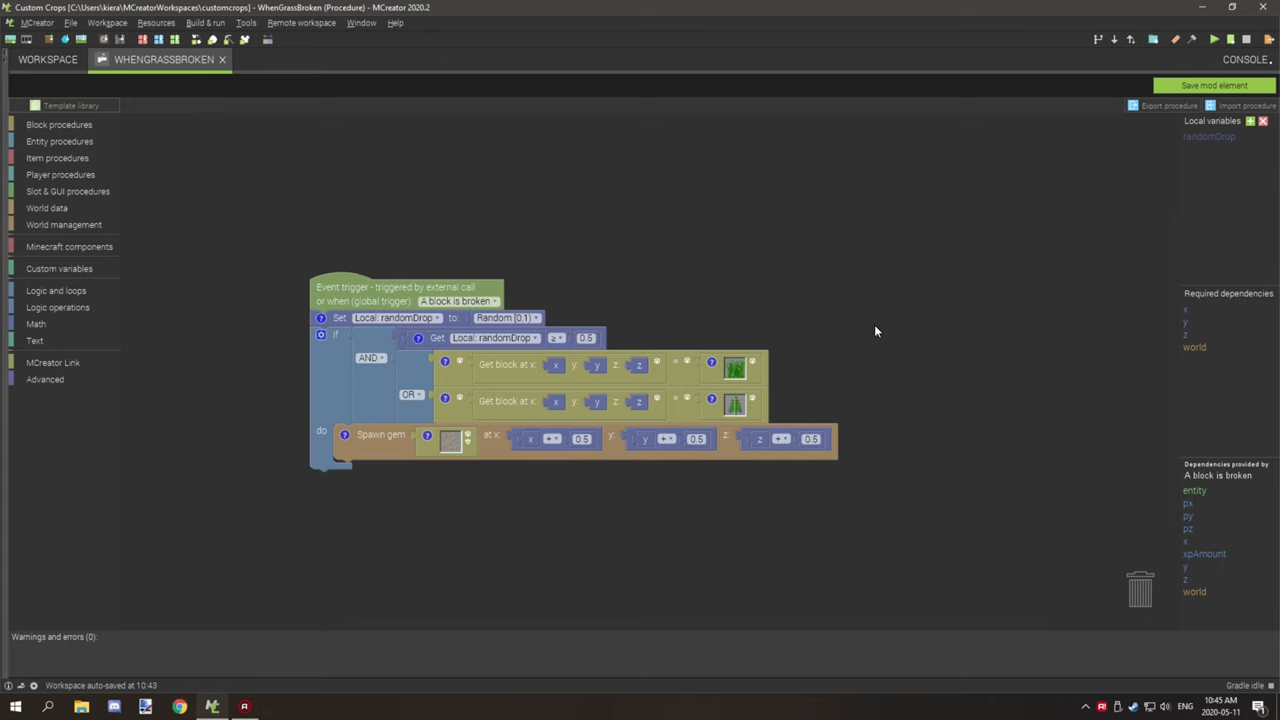 Custom Crops [C:\Users\kiera\MCreatorWorkspaces\customcrops] - WhenGrassBroken (Procedure) - MCreator 2020.2
MCreator File Workspace Resources Build & run Tools Remote workspace Window Help
WORKSPACE WHENGRASSBROKEN CONSOLE
Save mod element
Template library Export procedure Import procedure
Block procedures
Entity procedures
Item procedures
Player procedures
Slot & GUI procedures
World data
World management
Minecraft components
Custom variables
Logic and loops
Logic operations
Math
Text
MCreator Link
Advanced
Event trigger - triggered by external call
or when (global trigger): A block is broken
Set Local: randomDrop to: Random [0,1)
if Get Local: randomDrop ≥ 0.5
AND
Get block at x: x y: y z: z =
OR
Get block at x: x y: y z: z =
do Spawn gem at x: x + 0.5 y: y + 0.5 z: z + 0.5
Local variables
randomDrop
Required dependencies
x
y
z
world
Dependencies provided by
A block is broken
entity
px
py
pz
x
xpAmount
y
z
world
Warnings and errors (0):
Workspace auto-saved at 10:43 Gradle idle
ENG 10:45 AM
2020-05-11